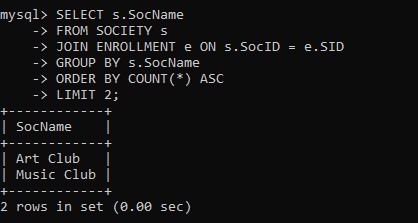 mysql> SELECT s.SocName
    -> FROM SOCIETY s
    -> JOIN ENROLLMENT e ON s.SocID = e.SID
    -> GROUP BY s.SocName
    -> ORDER BY COUNT(*) ASC
    -> LIMIT 2;
+------------+
| SocName    |
+------------+
| Art Club   |
| Music Club |
+------------+
2 rows in set (0.00 sec)